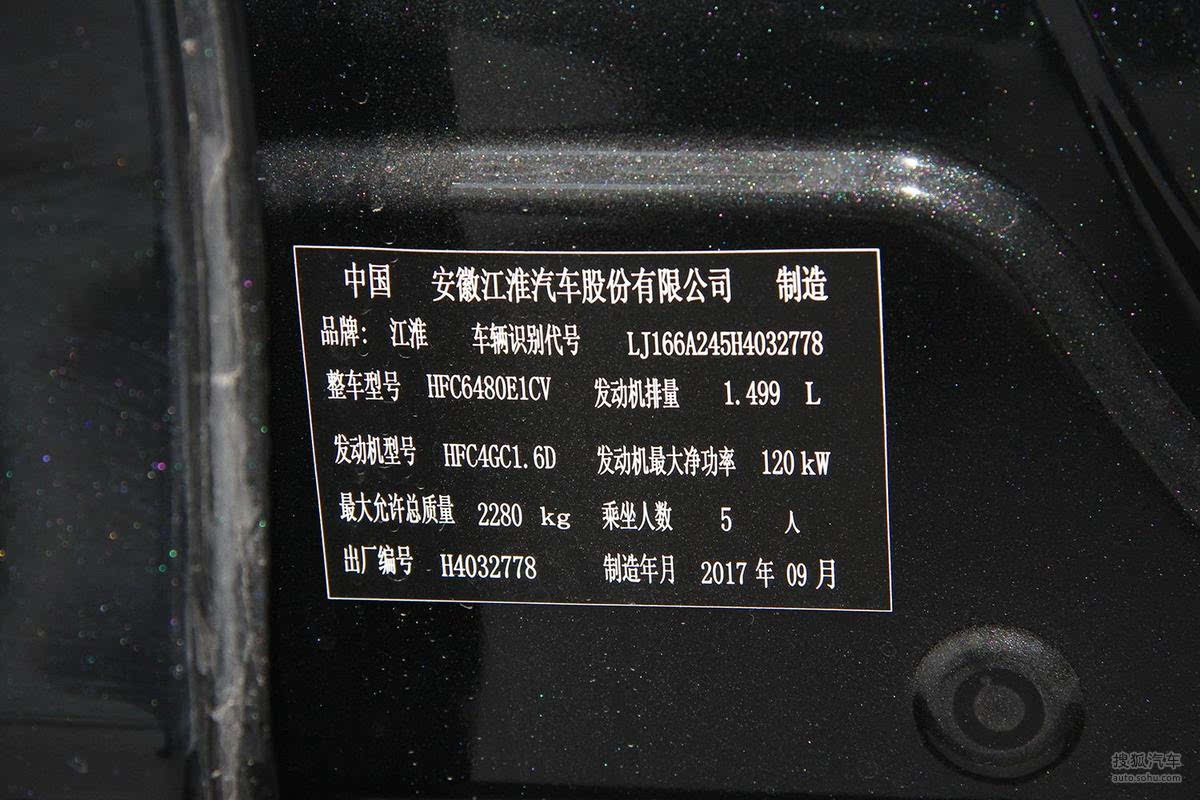 中国 安徽江淮汽车股份有限公司 制造
品牌: 江淮 车辆识别代号 LJ166A245H4032778
整车型号 HFC6480E1CV 发动机排量 1.499 L
发动机型号 HFC4GC1.6D 发动机最大净功率 120 kW
最大允许总质量 2280 kg 乘坐人数 5 人
出厂编号 H4032778 制造年月 2017 年 09 月
搜狐汽车
auto.sohu.com